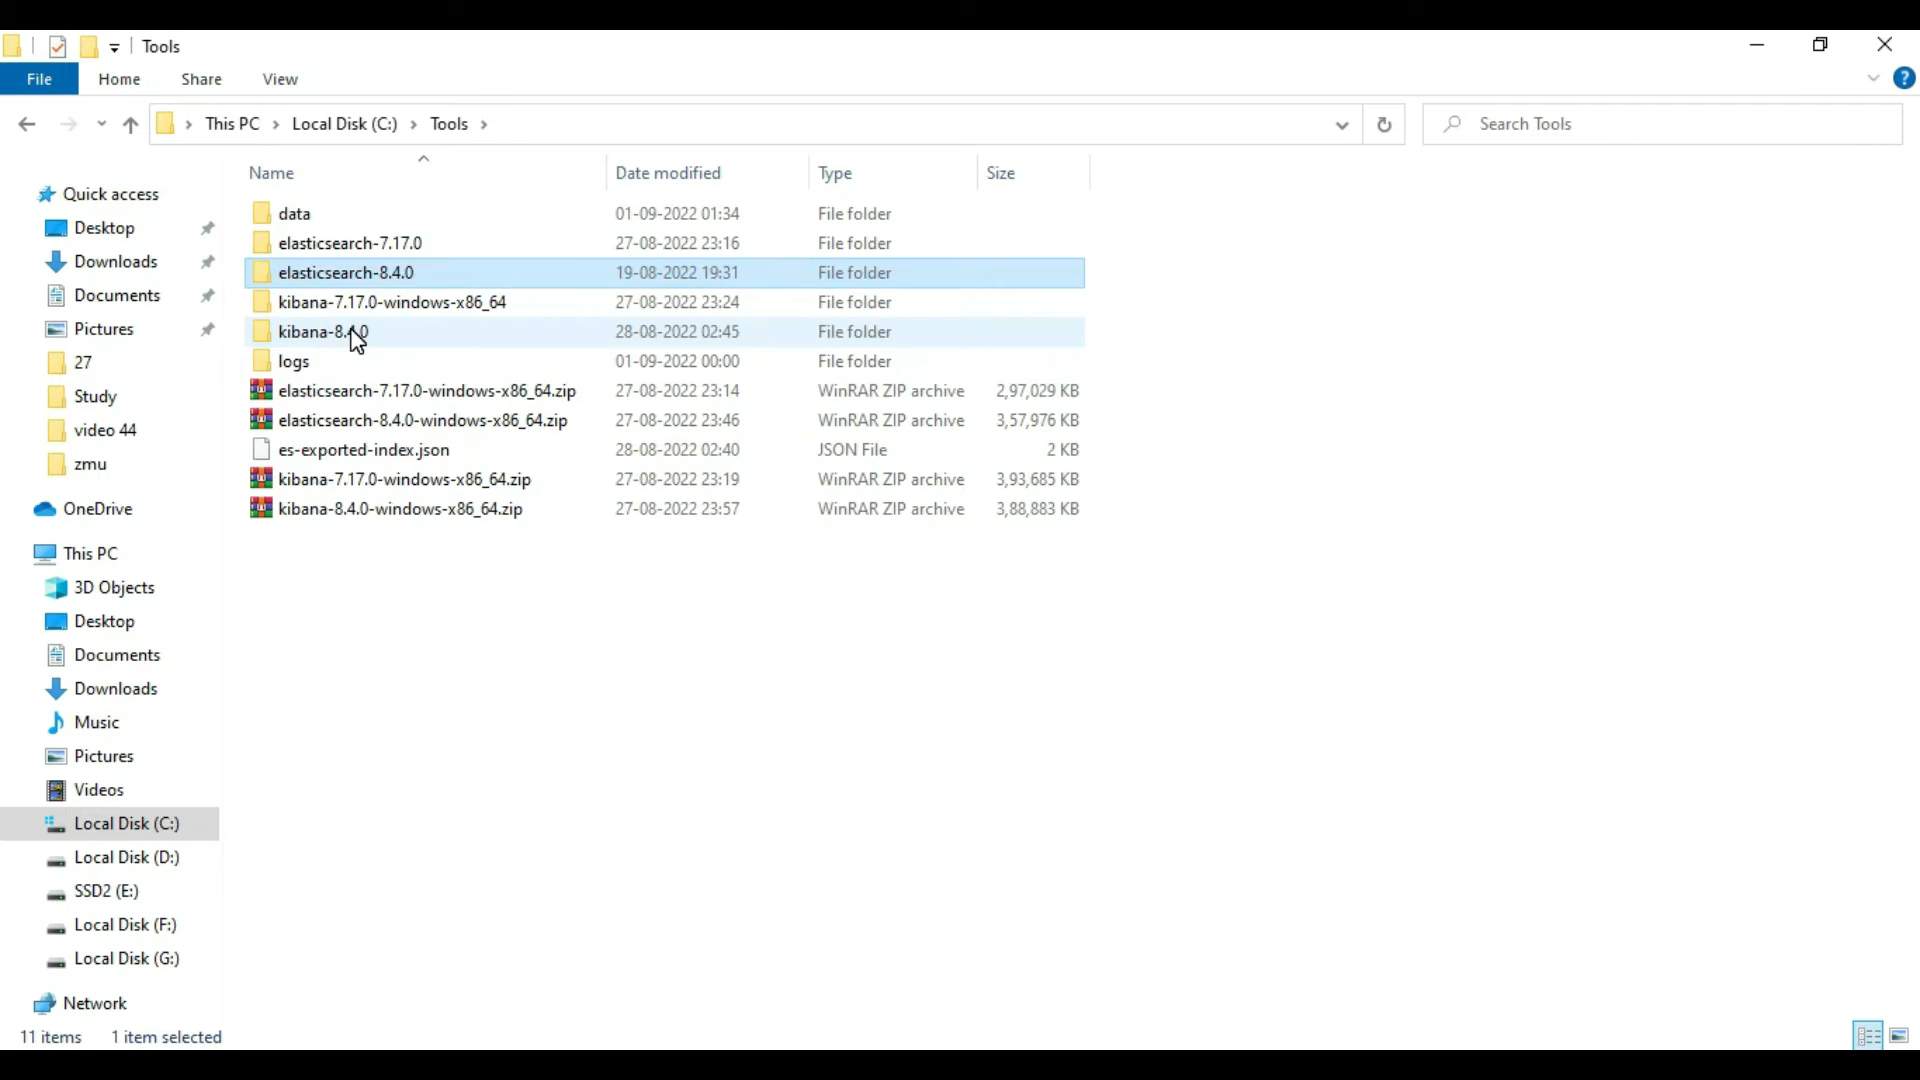 Tools
File Home Share View
This PC Local Disk (C:) Tools
Search Tools
Name Date modified Type Size
Quick access
Desktop
Downloads
Documents
Pictures
27
Study
video 44
zmu
OneDrive
This PC
3D Objects
Desktop
Documents
Downloads
Music
Pictures
Videos
Local Disk (C:)
Local Disk (D:)
SSD2 (E:)
Local Disk (F:)
Local Disk (G:)
Network
data 01-09-2022 01:34 File folder
elasticsearch-7.17.0 27-08-2022 23:16 File folder
elasticsearch-8.4.0 19-08-2022 19:31 File folder
kibana-7.17.0-windows-x86_64 27-08-2022 23:24 File folder
kibana-8.4.0 28-08-2022 02:45 File folder
logs 01-09-2022 00:00 File folder
elasticsearch-7.17.0-windows-x86_64.zip 27-08-2022 23:14 WinRAR ZIP archive 2,97,029 KB
elasticsearch-8.4.0-windows-x86_64.zip 27-08-2022 23:46 WinRAR ZIP archive 3,57,976 KB
es-exported-index.json 28-08-2022 02:40 JSON File 2 KB
kibana-7.17.0-windows-x86_64.zip 27-08-2022 23:19 WinRAR ZIP archive 3,93,685 KB
kibana-8.4.0-windows-x86_64.zip 27-08-2022 23:57 WinRAR ZIP archive 3,88,883 KB
11 items 1 item selected